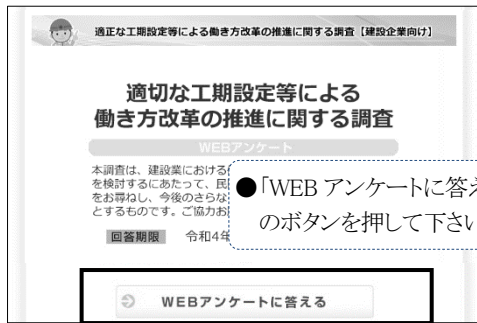 適正な工期設定等による働き方改革の推進に関する調査【建設企業向け】
適切な工期設定等による
働き方改革の推進に関する調査
WEBアンケート
本調査は、建設業における
を検討するにあたって、民
をお尋ねし、今後のさらな
とするものです。ご協力お
●「WEB アンケートに答え
のボタンを押して下さい
回答期限 令和4年
WEBアンケートに答える